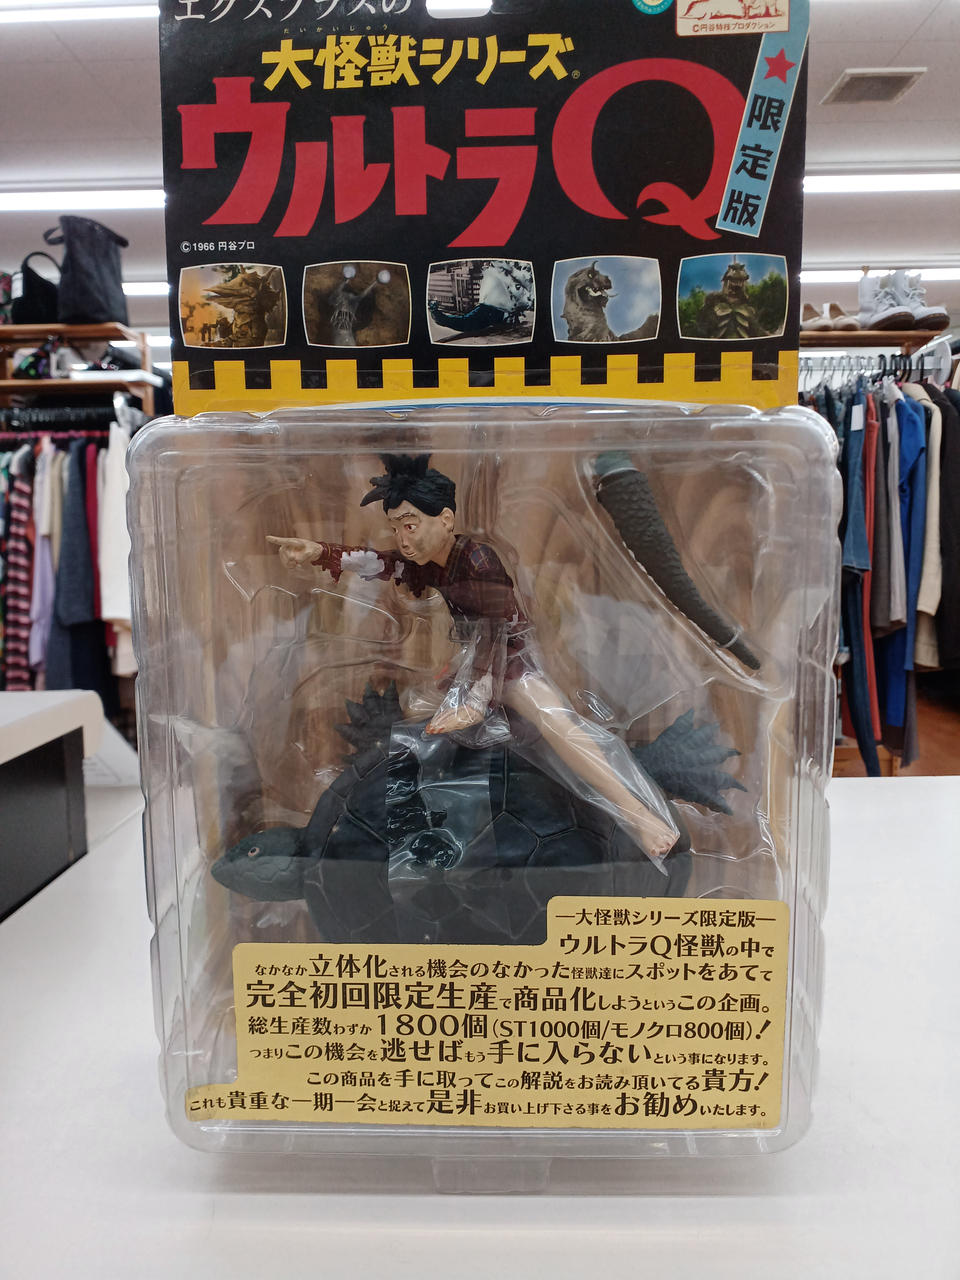 エクスプラスの
だいかいじゅう
大怪獣シリーズ®
ウルトラQ
★限定版
©円谷特技プロダクション
©1966 円谷プロ
―大怪獣シリーズ限定版―
ウルトラQ怪獣の中で
なかなか立体化される機会のなかった怪獣達にスポットをあてて
完全初回限定生産で商品化しようというこの企画。
総生産数わずか1800個(ST1000個/モノクロ800個)!
つまりこの機会を逃せばもう手に入らないという事になります。
この商品を手に取ってこの解説をお読み頂いてる貴方!
これも貴重な一期一会と捉えて是非お買い上げ下さる事をお勧めいたします。